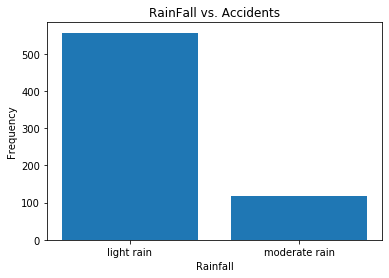 RainFall vs. Accidents
500
400
300
200
100
0
Frequency
light rain
moderate rain
Rainfall